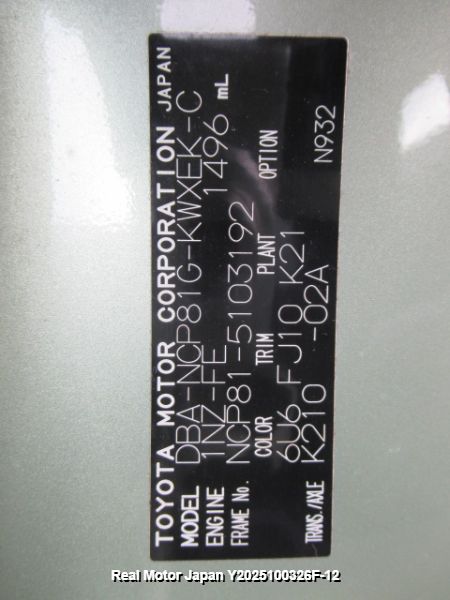 TOYOTA MOTOR CORPORATION JAPAN
MODEL DBA-NCP81G-KWXEK-C
ENGINE 1NZ-FE 1496 mL
FRAME No. NCP81-5103192
COLOR TRIM PLANT OPTION
6U6 FJ10 K21
TRANS./AXLE K210 -02A N932
Real Motor Japan Y2025100326F-12